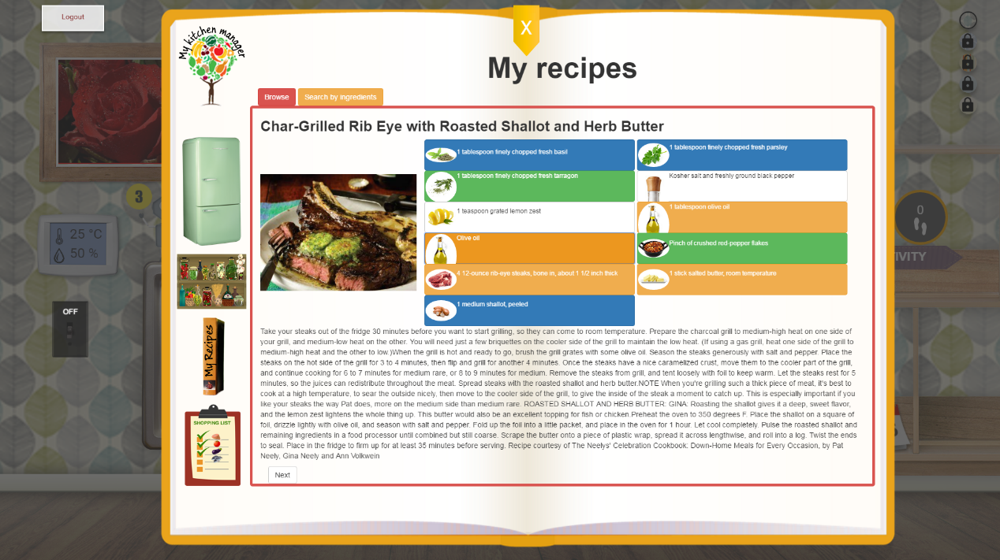 Logout
X
My kitchen manager
My recipes
Browse
Search by ingredients
Char-Grilled Rib Eye with Roasted Shallot and Herb Butter
1 tablespoon finely chopped fresh basil
1 tablespoon finely chopped fresh parsley
1 tablespoon finely chopped fresh tarragon
Kosher salt and freshly ground black pepper
1 teaspoon grated lemon zest
1 tablespoon olive oil
Olive oil
Pinch of crushed red-pepper flakes
4 12-ounce rib-eye steaks, bone in, about 1 1/2 inch thick
1 stick salted butter, room temperature
1 medium shallot, peeled
3
25 °C
50 %
OFF
0
IVITY
My Recipes
SHOPPING LIST
Take your steaks out of the fridge 30 minutes before you want to start grilling, so they can come to room temperature. Prepare the charcoal grill to medium-high heat on one side of
your grill, and medium-low heat on the other. You will need just a few briquettes on the cooler side of the grill to maintain the low heat. (If using a gas grill, heat one side of the grill to
medium-high heat and the other to low.)When the grill is hot and ready to go, brush the grill grates with some olive oil. Season the steaks generously with salt and pepper. Place the
steaks on the hot side of the grill for 3 to 4 minutes, then flip and grill for another 4 minutes. Once the steaks have a nice caramelized crust, move them to the cooler part of the grill,
and continue cooking for 6 to 7 minutes for medium rare, or 8 to 9 minutes for medium. Remove the steaks from grill, and tent loosely with foil to keep warm. Let the steaks rest for 5
minutes, so the juices can redistribute throughout the meat. Spread steaks with the roasted shallot and herb butter.NOTE When you're grilling such a thick piece of meat, it's best to
cook at a high temperature, to sear the outside nicely, then move to the cooler side of the grill, to give the inside of the steak a moment to catch up. This is especially important if you
like your steaks the way Pat does, more on the medium side than medium rare. ROASTED SHALLOT AND HERB BUTTER: GINA: Roasting the shallot gives it a deep, sweet flavor,
and the lemon zest lightens the whole thing up. This butter would also be an excellent topping for fish or chicken.Preheat the oven to 350 degrees F. Place the shallot on a square of
foil, drizzle lightly with olive oil, and season with salt and pepper. Fold up the foil into a little packet, and place in the oven for 1 hour. Let cool completely. Pulse the roasted shallot and
remaining ingredients in a food processor until combined but still coarse. Scrape the butter onto a piece of plastic wrap, spread it across lengthwise, and roll into a log. Twist the ends
to seal. Place in the fridge to firm up for at least 35 minutes before serving. Recipe courtesy of The Neelys' Celebration Cookbook: Down-Home Meals for Every Occasion, by Pat
Neely, Gina Neely and Ann Volkwein
Next